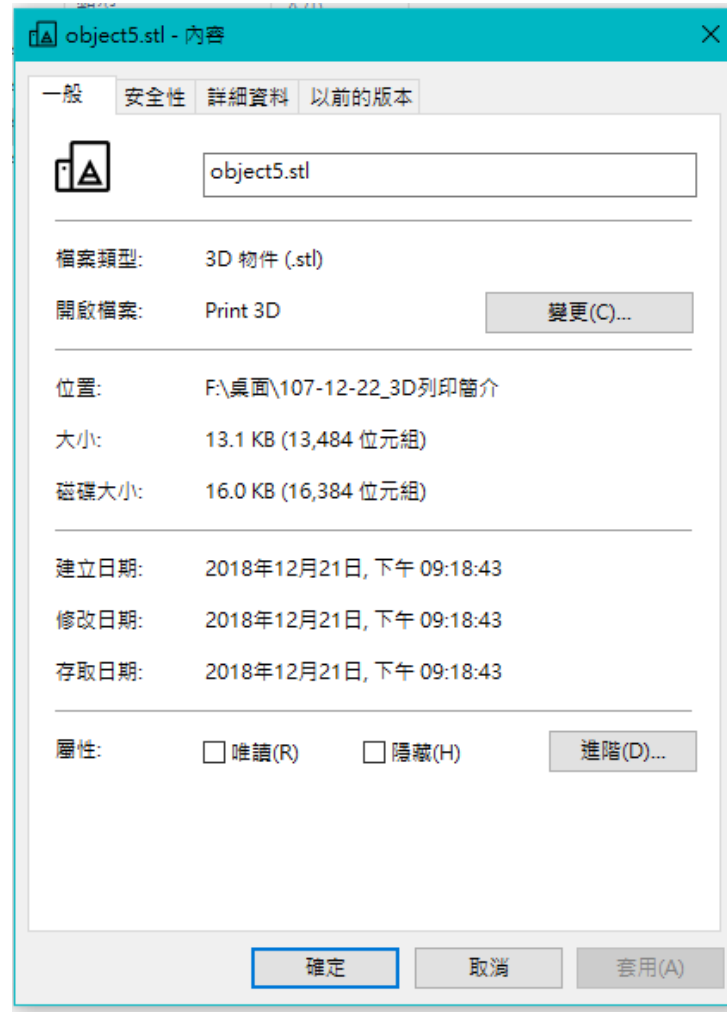 object5.stl - 內容
一般 安全性 詳細資料 以前的版本
object5.stl
檔案類型: 3D 物件 (.stl)
開啟檔案: Print 3D 變更(C)...
位置: F:\桌面\107-12-22_3D列印簡介
大小: 13.1 KB (13,484 位元組)
磁碟大小: 16.0 KB (16,384 位元組)
建立日期: 2018年12月21日, 下午 09:18:43
修改日期: 2018年12月21日, 下午 09:18:43
存取日期: 2018年12月21日, 下午 09:18:43
屬性: 唯讀(R) 隱藏(H) 進階(D)...
確定 取消 套用(A)